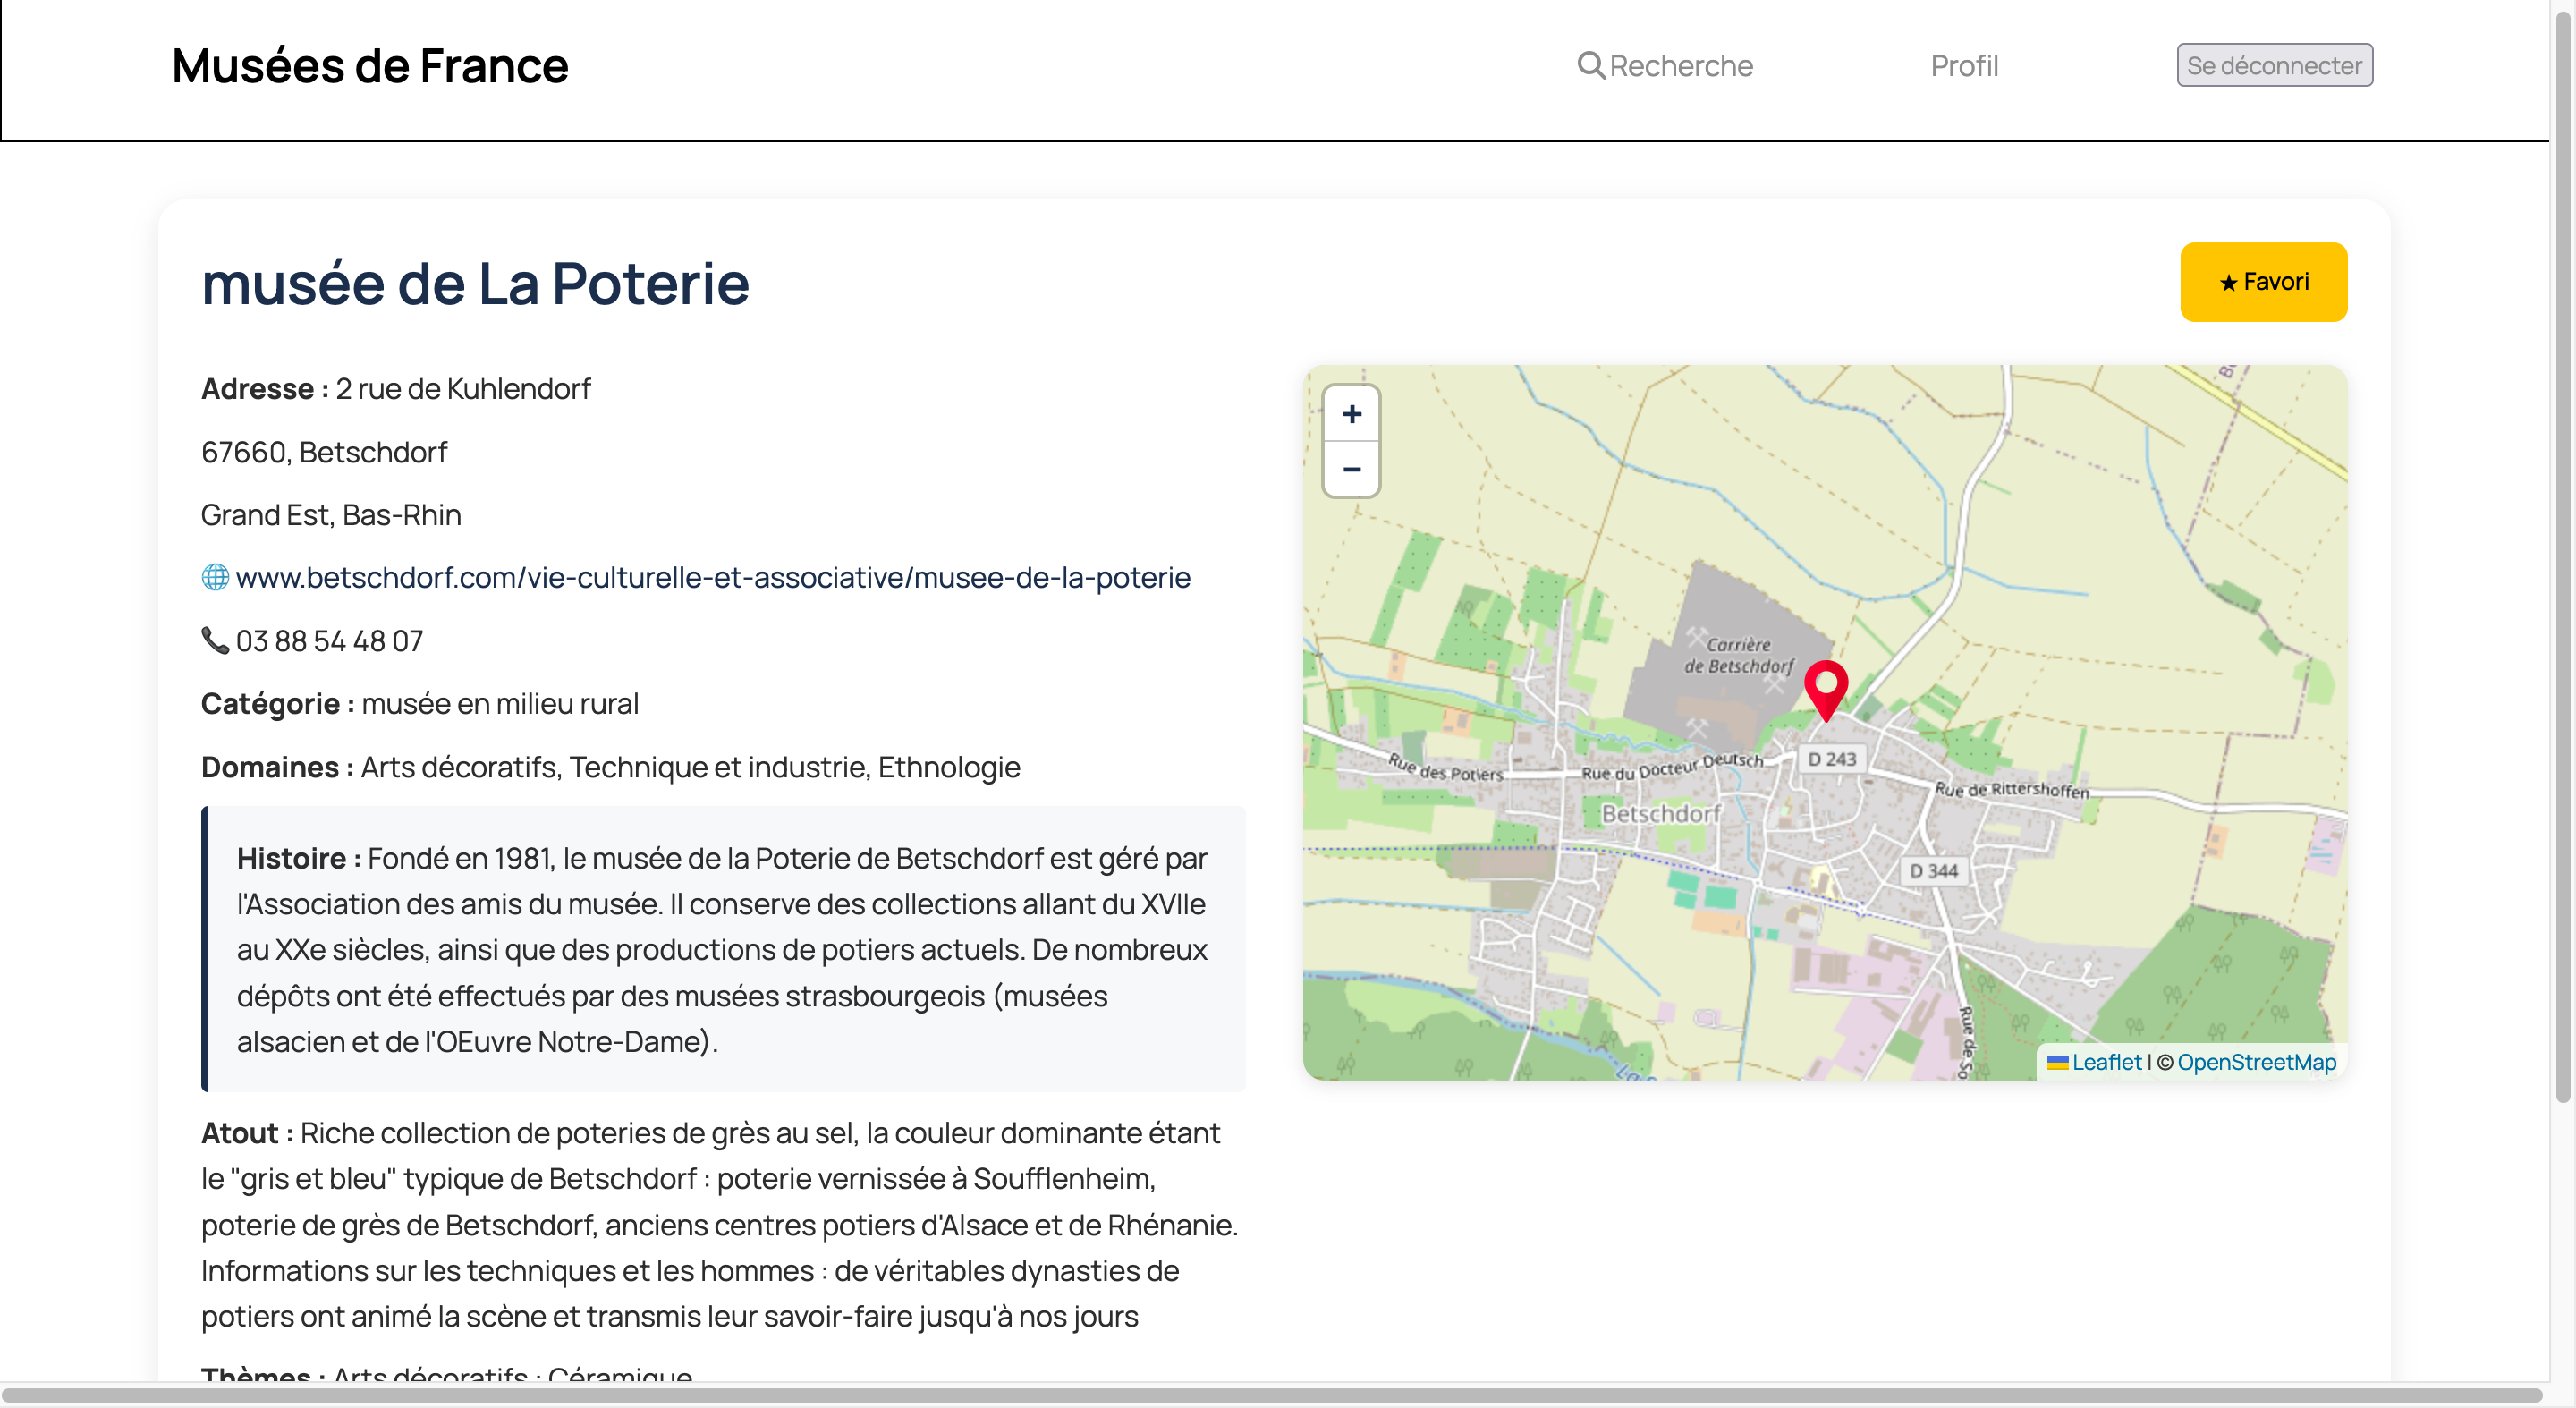 Musées de France
Recherche
Profil
Se déconnecter
musée de La Poterie
★ Favori
Adresse : 2 rue de Kuhlendorf
67660, Betschdorf
Grand Est, Bas-Rhin
www.betschdorf.com/vie-culturelle-et-associative/musee-de-la-poterie
03 88 54 48 07
Catégorie : musée en milieu rural
Domaines : Arts décoratifs, Technique et industrie, Ethnologie
Histoire : Fondé en 1981, le musée de la Poterie de Betschdorf est géré par
l'Association des amis du musée. Il conserve des collections allant du XVIIe
au XXe siècles, ainsi que des productions de potiers actuels. De nombreux
dépôts ont été effectués par des musées strasbourgeois (musées
alsacien et de l'OEuvre Notre-Dame).
Atout : Riche collection de poteries de grès au sel, la couleur dominante étant
le "gris et bleu" typique de Betschdorf : poterie vernissée à Soufflenheim,
poterie de grès de Betschdorf, anciens centres potiers d'Alsace et de Rhénanie.
Informations sur les techniques et les hommes : de véritables dynasties de
potiers ont animé la scène et transmis leur savoir-faire jusqu'à nos jours
Thèmes : Arts décoratifs : Céramique
+
−
Carrière
de Betschdorf
D 243
Rue des Potiers
Rue du Docteur Deutsch
Rue de Rittershoffen
Betschdorf
D 344
Rue de So
Leaflet | © OpenStreetMap